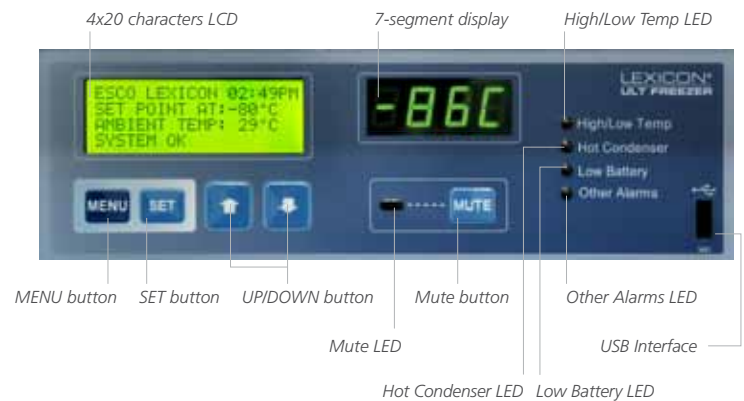 4x20 characters LCD
7-segment display
High/Low Temp LED
ESCO LEXICON 02:49PM
SET POINT AT:-80°C
AMBIENT TEMP: 29°C
SYSTEM OK
-86C
LEXICON®
ULT FREEZER
High/Low Temp
Hot Condenser
Low Battery
Other Alarms
MENU
SET
MUTE
MENU button
SET button
UP/DOWN button
Mute button
Other Alarms LED
Mute LED
USB Interface
Hot Condenser LED
Low Battery LED